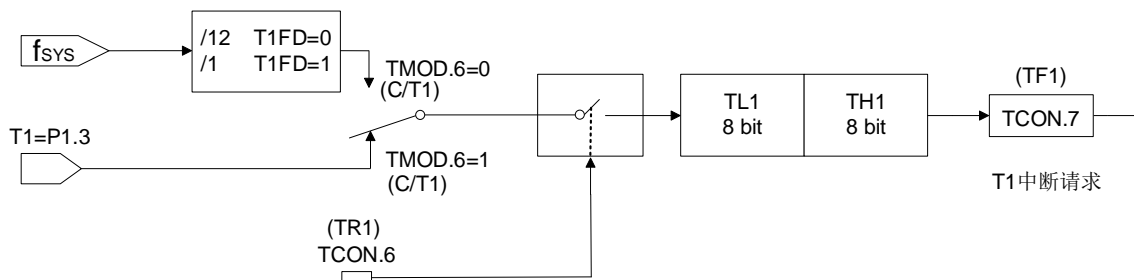 fSYS
/12 T1FD=0
/1 T1FD=1
TMOD.6=0
(C/T1)
T1=P1.3
TMOD.6=1
(C/T1)
(TR1)
TCON.6
TL1
8 bit
TH1
8 bit
(TF1)
TCON.7
T1中断请求